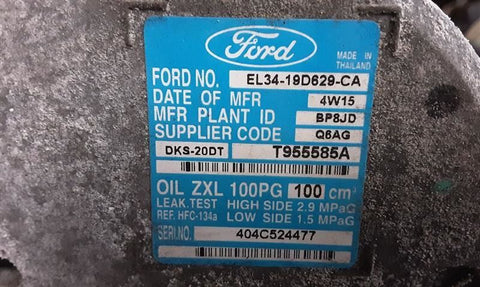 Ford
MADE IN
THAILAND
FORD NO. EL34-19D629-CA
DATE OF MFR 4W15
MFR PLANT ID BP8JD
SUPPLIER CODE Q6AG
DKS-20DT T955585A
OIL ZXL 100PG 100 cm³
LEAK.TEST HIGH SIDE 2.9 MPaG
REF. HFC-134a LOW SIDE 1.5 MPaG
SERI.NO. 404C524477